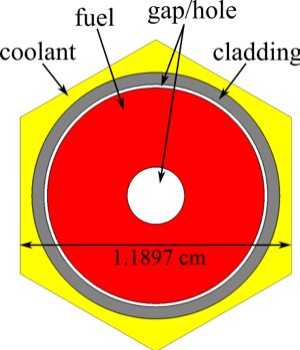 gap/hole
fuel
coolant
cladding
1.1897 cm